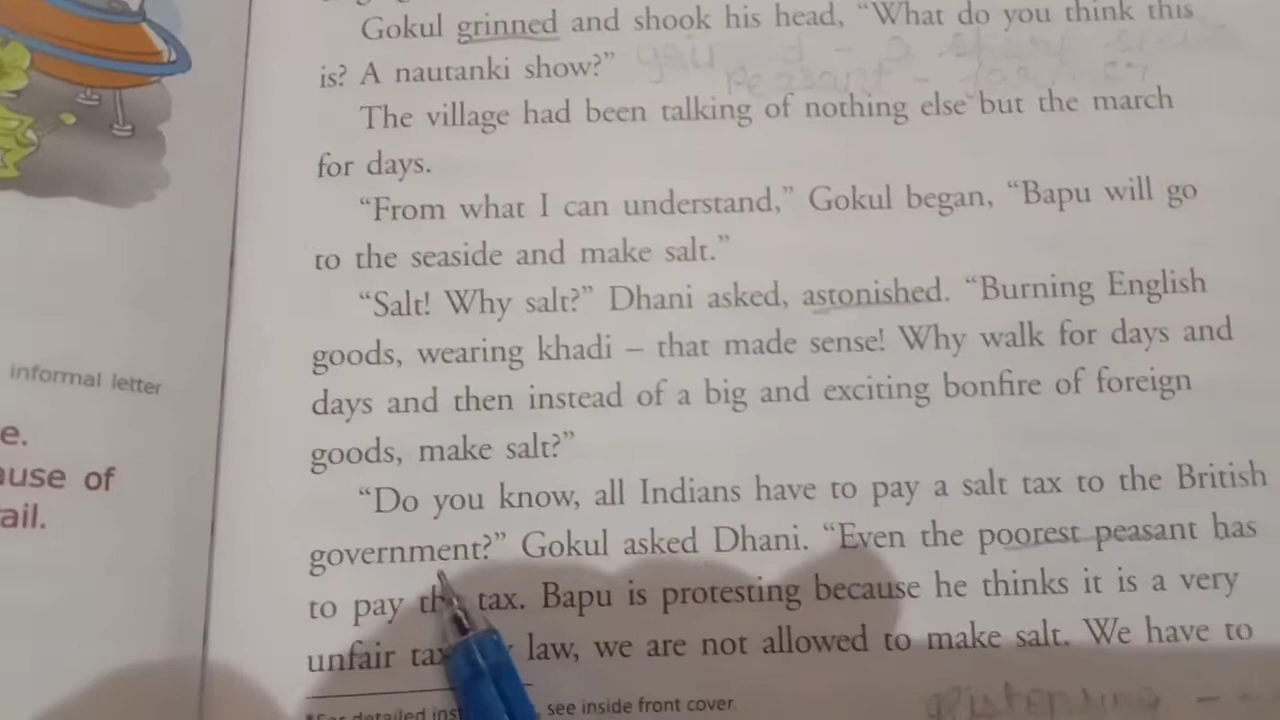 Gokul grinned and shook his head, “What do you think this
is? A nautanki show?”
peasant -
The village had been talking of nothing else but the march
for days.
“From what I can understand,” Gokul began, “Bapu will go
to the seaside and make salt.”
“Salt! Why salt?” Dhani asked, astonished. “Burning English
goods, wearing khadi – that made sense! Why walk for days and
days and then instead of a big and exciting bonfire of foreign
goods, make salt?”
“Do you know, all Indians have to pay a salt tax to the British
government?” Gokul asked Dhani. “Even the poorest peasant has
to pay tax. Bapu is protesting because he thinks it is a very
unfair tax law, we are not allowed to make salt. We have to
see inside front cover
informal letter
e.
ause of
ail.